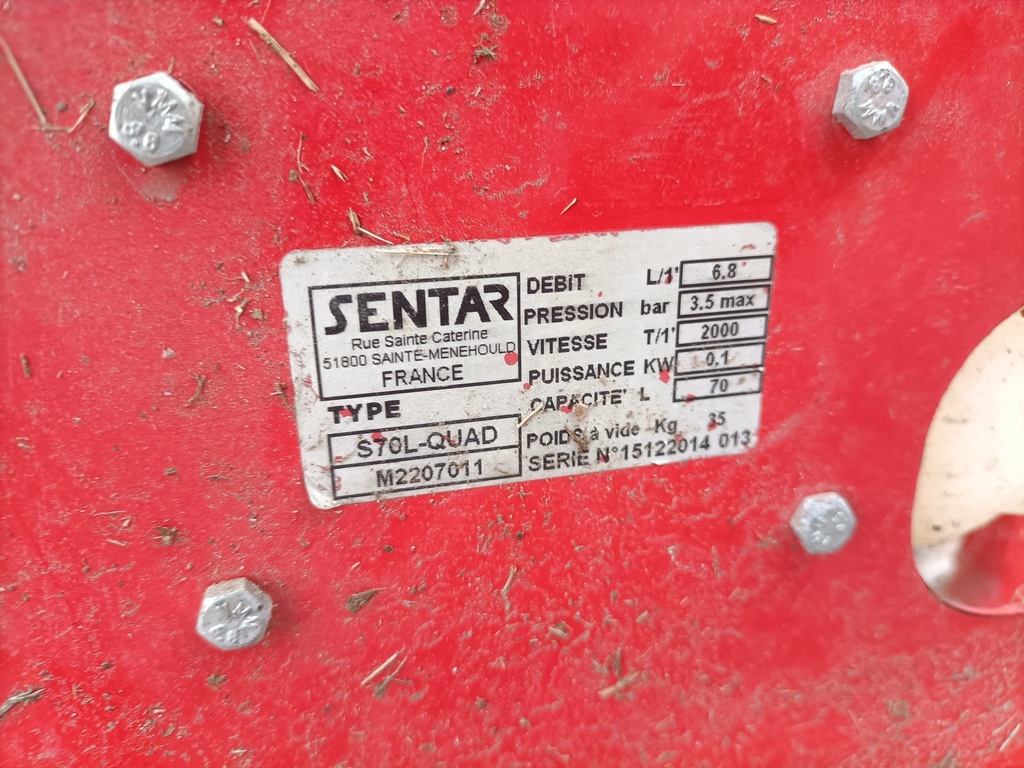 SENTAR
Rue Sainte Caterine
51800 SAINTE-MENEHOULD
FRANCE
TYPE
S70L-QUAD
M2207011
DEBIT L/1' 6.8
PRESSION bar 3.5 max
VITESSE T/1' 2000
PUISSANCE KW 0,1
CAPACITE' L 70
POIDS à vide Kg 35
SERIE N°15122014 013
8.8
8.8